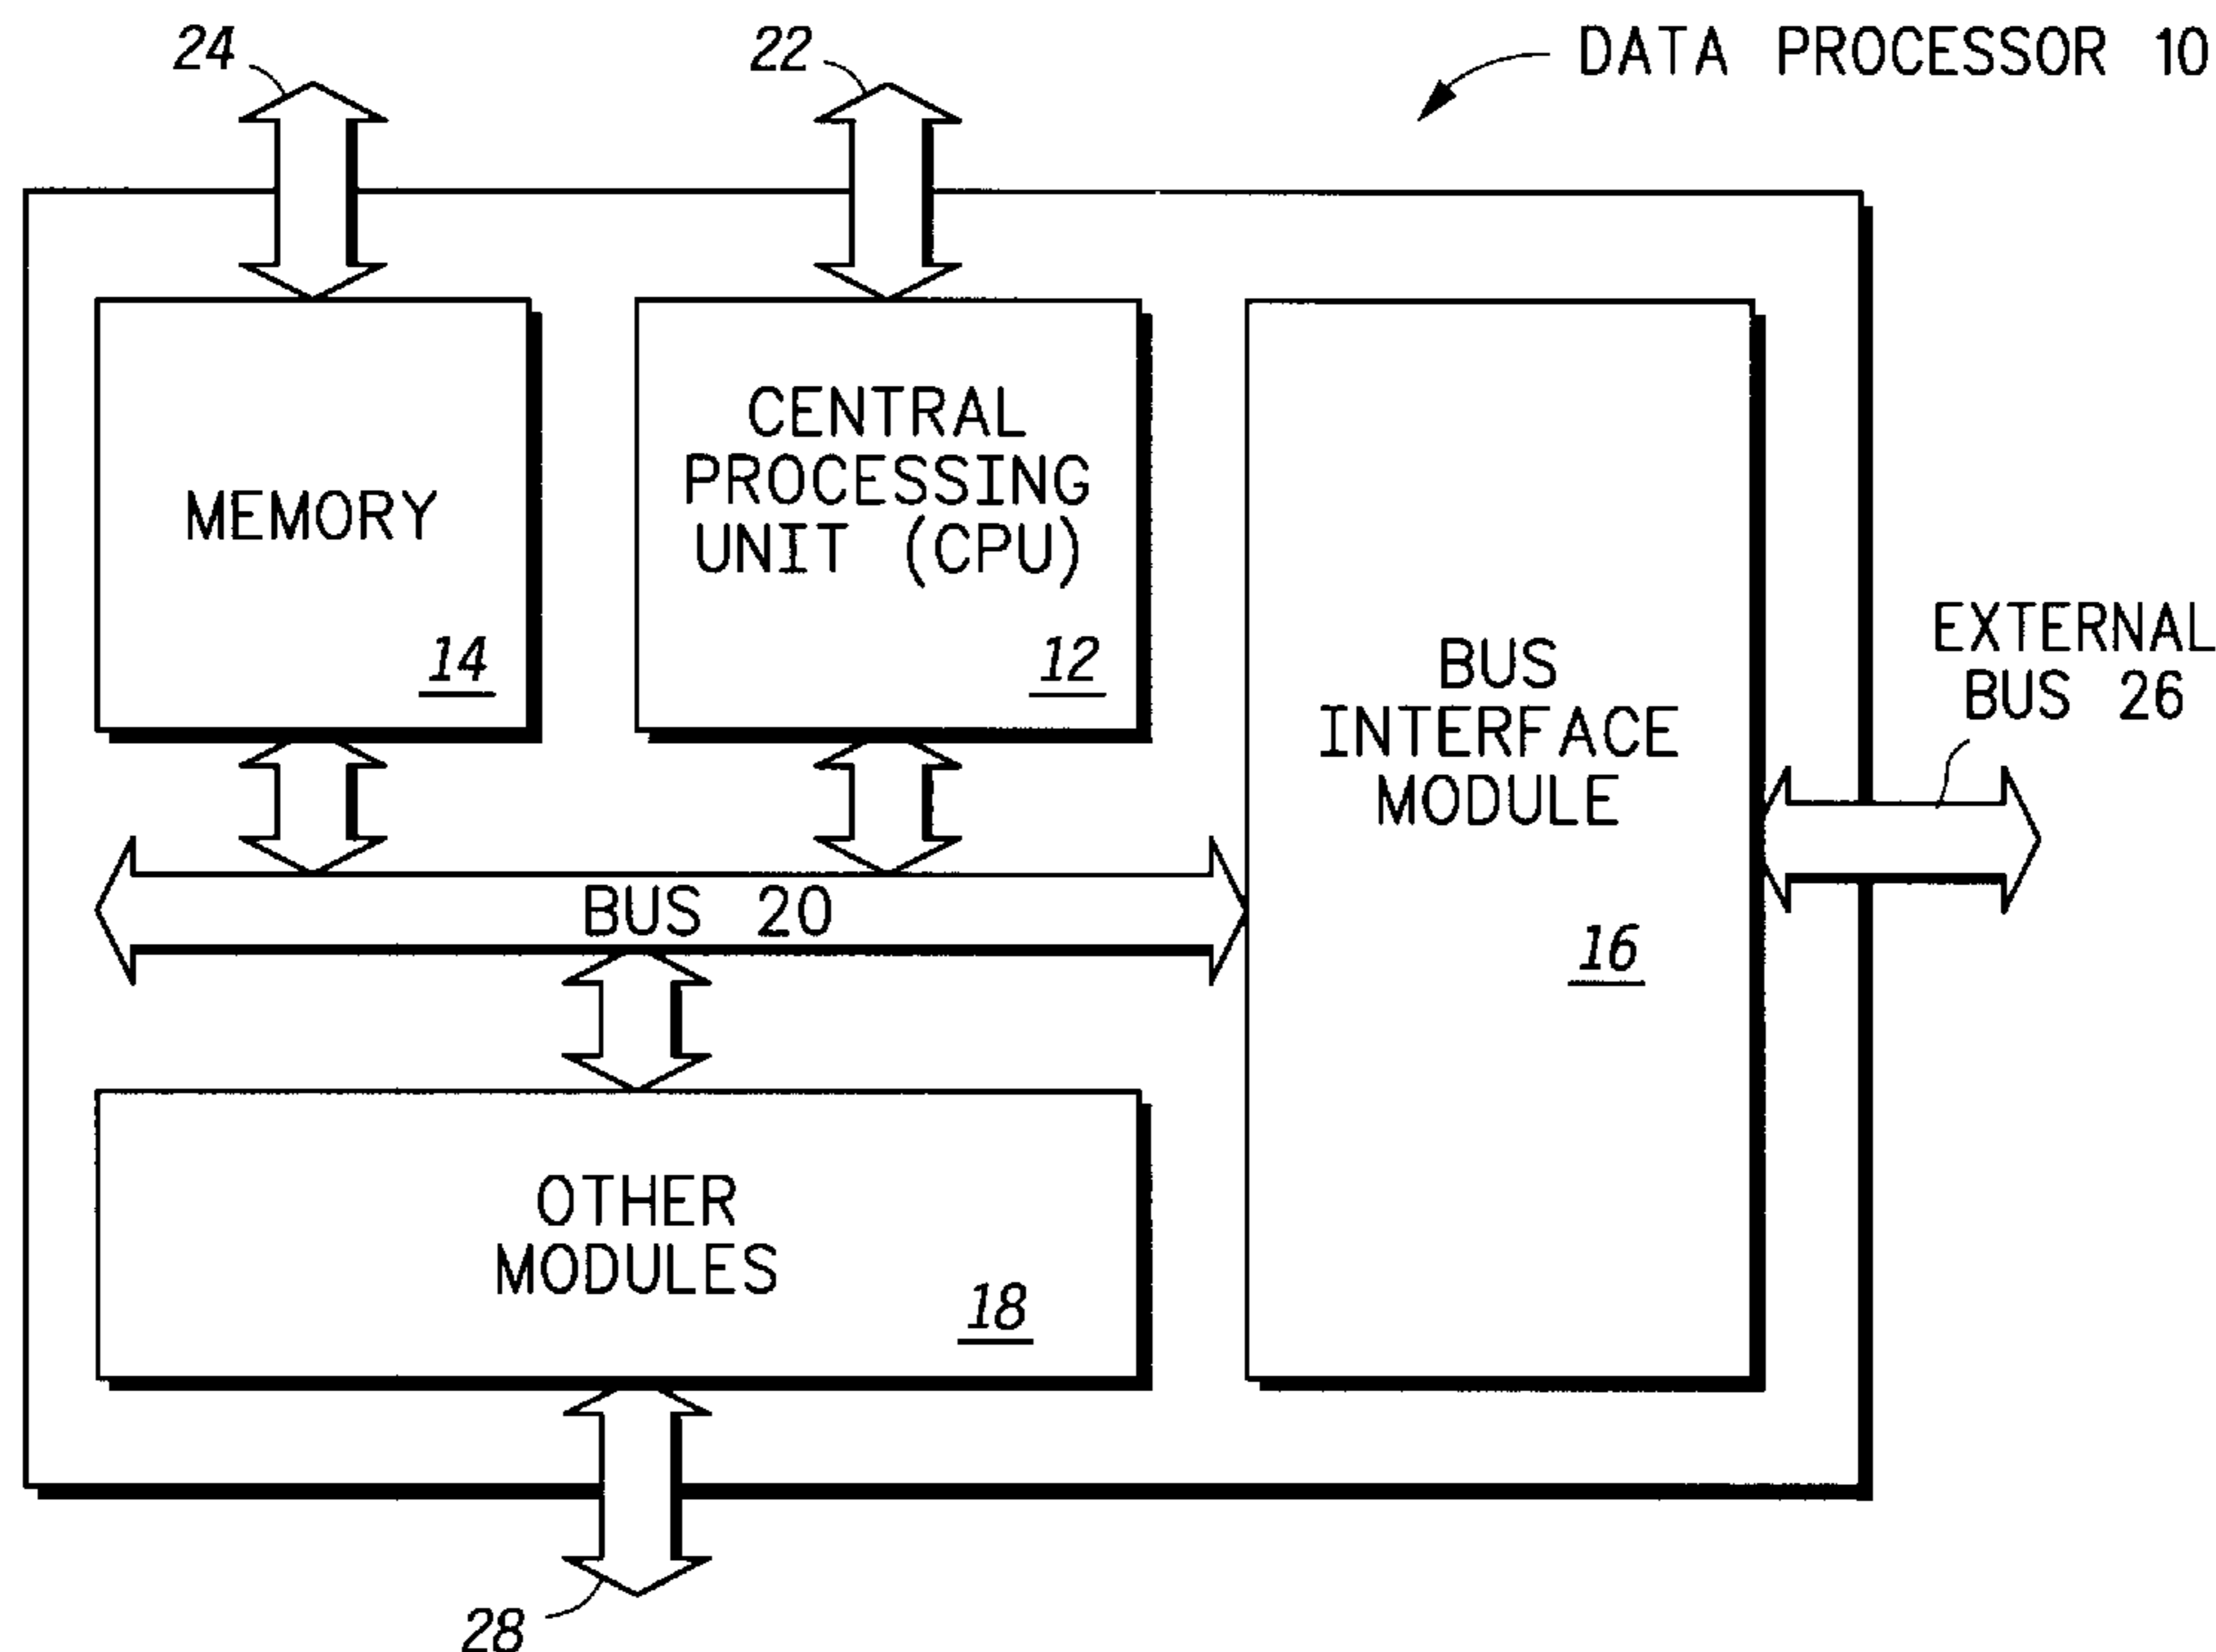 24
22
DATA PROCESSOR 10
MEMORY
14
CENTRAL
PROCESSING
UNIT (CPU)
12
BUS
INTERFACE
MODULE
16
EXTERNAL
BUS 26
BUS 20
OTHER
MODULES
18
28